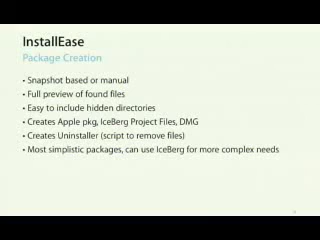 InstallEase
Package Creation
• Snapshot based or manual
• Full preview of found files
• Easy to include hidden directories
• Creates Apple pkg, IceBerg Project Files, DMG
• Creates Uninstaller (script to remove files)
• Most simplistic packages, can use IceBerg for more complex needs